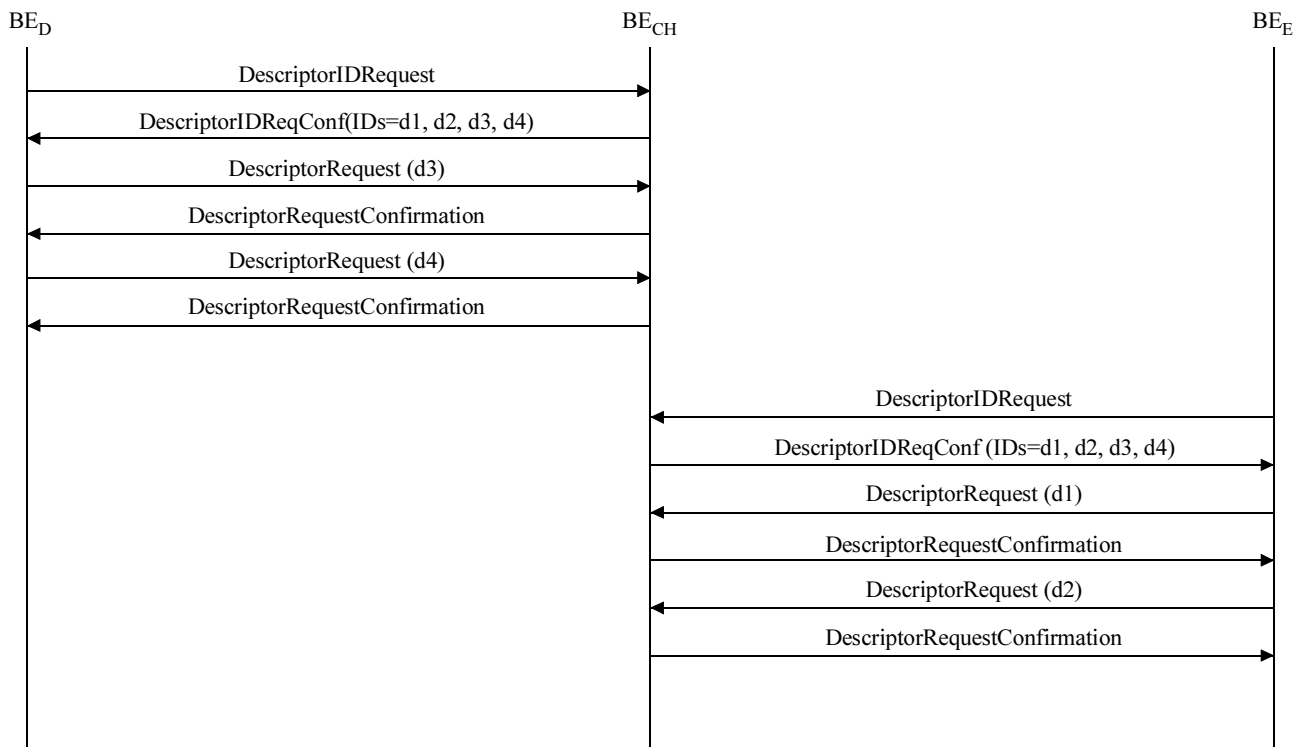 BE_D BE_CH BE_E
DescriptorIDRequest
DescriptorIDReqConf(IDs=d1, d2, d3, d4)
DescriptorRequest (d3)
DescriptorRequestConfirmation
DescriptorRequest (d4)
DescriptorRequestConfirmation
DescriptorIDRequest
DescriptorIDReqConf (IDs=d1, d2, d3, d4)
DescriptorRequest (d1)
DescriptorRequestConfirmation
DescriptorRequest (d2)
DescriptorRequestConfirmation